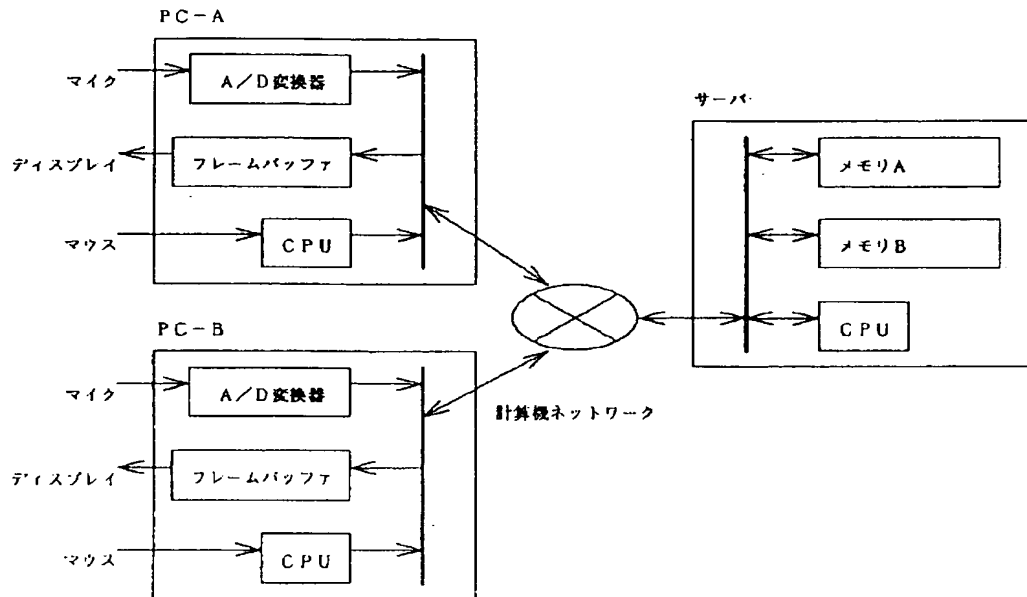 PC-A
マイク
A/D変換器
ディスプレイ
フレームバッファ
マウス
CPU
サーバ
メモリA
メモリB
CPU
計算機ネットワーク
PC-B
マイク
A/D変換器
ディスプレイ
フレームバッファ
マウス
CPU